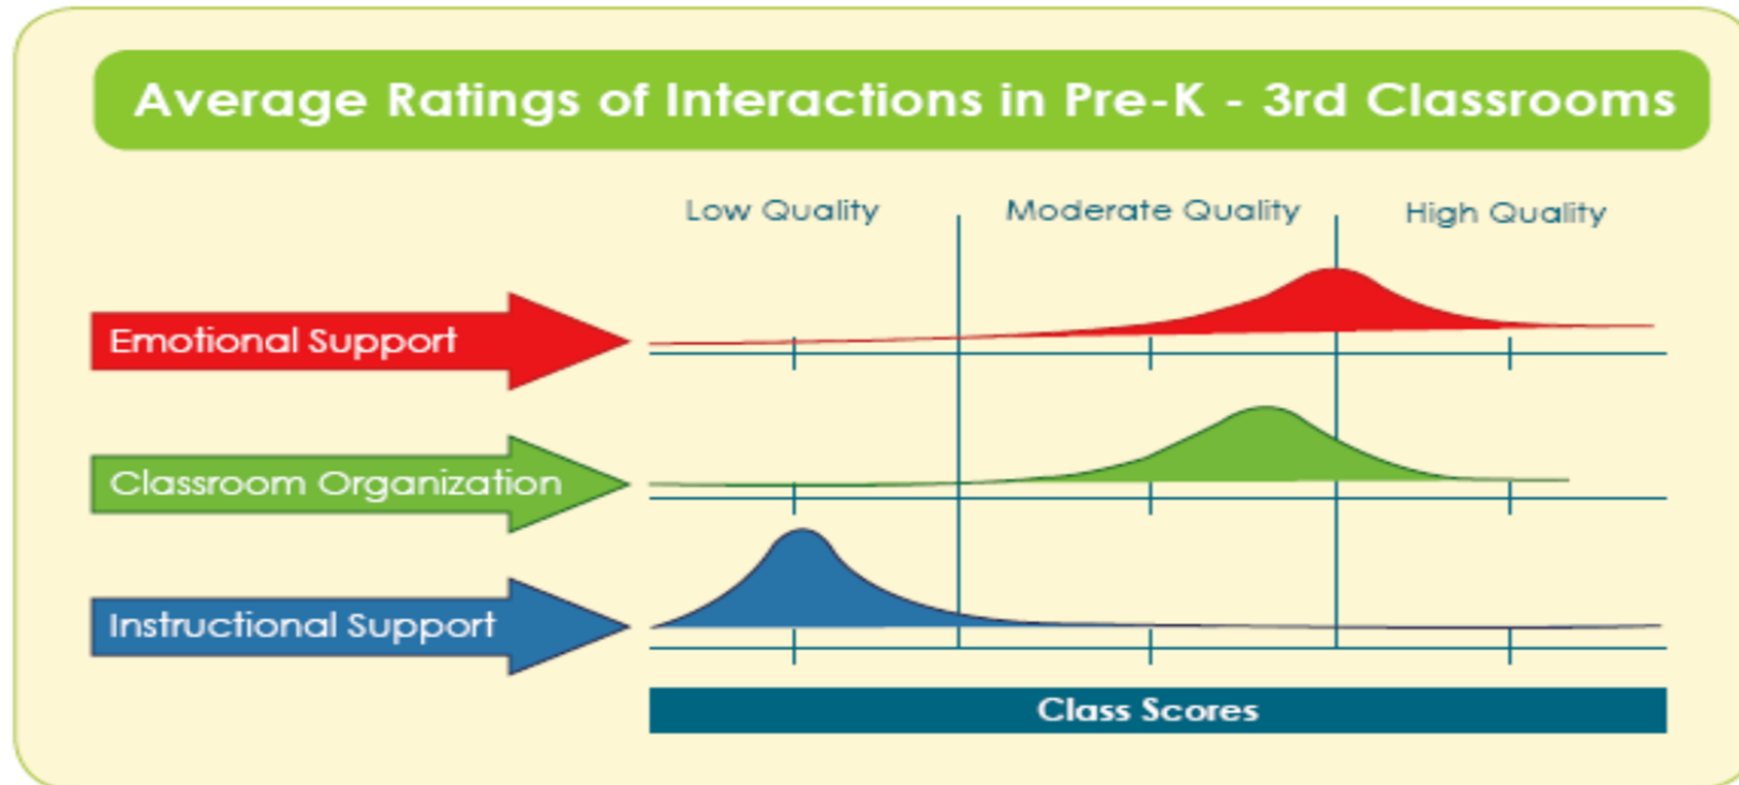 Average Ratings of Interactions in Pre-K - 3rd Classrooms
Low Quality
Moderate Quality
High Quality
Emotional Support
Classroom Organization
Instructional Support
Class Scores